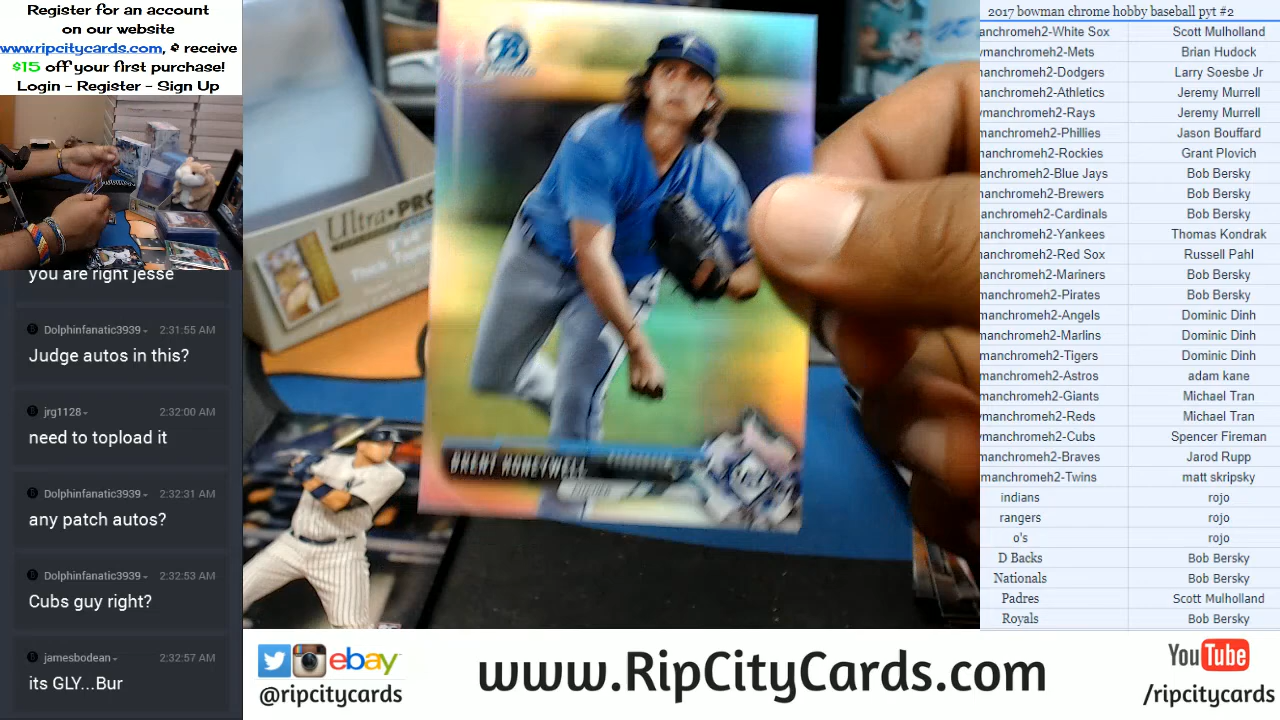 Register for an account
on our website
www.ripcitycards.com, & receive
$15 off your first purchase!
Login - Register - Sign Up
you are right jesse
Dolphinfanatic3939 2:31:55 AM
Judge autos in this?
jrg1128 2:32:00 AM
need to topload it
Dolphinfanatic3939 2:32:31 AM
any patch autos?
Dolphinfanatic3939 2:32:53 AM
Cubs guy right?
jamesbodean 2:32:57 AM
its GLY...Bur
ULTRA PRO
BRENT HONEYWELL
2017 bowman chrome hobby baseball pyt #2
anchromeh2-White Sox Scott Mulholland
manchromeh2-Mets Brian Hudock
anchromeh2-Dodgers Larry Soesbe Jr
anchromeh2-Athletics Jeremy Murrell
manchromeh2-Rays Jeremy Murrell
manchromeh2-Phillies Jason Bouffard
anchromeh2-Rockies Grant Plovich
anchromeh2-Blue Jays Bob Bersky
anchromeh2-Brewers Bob Bersky
anchromeh2-Cardinals Bob Bersky
anchromeh2-Yankees Thomas Kondrak
anchromeh2-Red Sox Russell Pahl
anchromeh2-Mariners Bob Bersky
manchromeh2-Pirates Bob Bersky
manchromeh2-Angels Dominic Dinh
manchromeh2-Marlins Dominic Dinh
manchromeh2-Tigers Dominic Dinh
manchromeh2-Astros adam kane
manchromeh2-Giants Michael Tran
manchromeh2-Reds Michael Tran
manchromeh2-Cubs Spencer Fireman
manchromeh2-Braves Jarod Rupp
manchromeh2-Twins matt skripsky
indians rojo
rangers rojo
o's rojo
D Backs Bob Bersky
Nationals Bob Bersky
Padres Scott Mulholland
Royals Bob Bersky
ebay
@ripcitycards
www.RipCityCards.com
YouTube
/ripcitycards